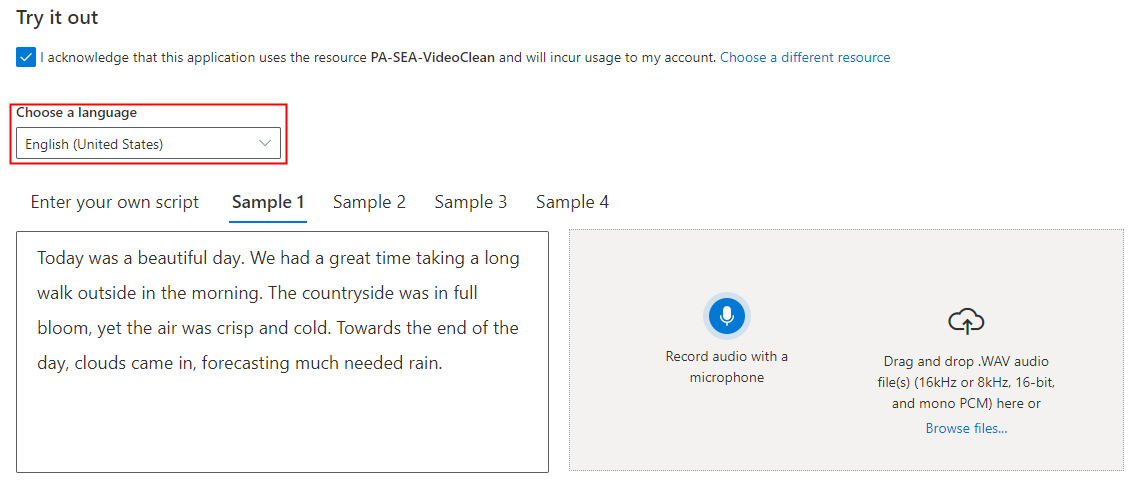 Try it out
I acknowledge that this application uses the resource PA-SEA-VideoClean and will incur usage to my account. Choose a different resource
Choose a language
English (United States)
Enter your own script Sample 1 Sample 2 Sample 3 Sample 4
Today was a beautiful day. We had a great time taking a long
walk outside in the morning. The countryside was in full
bloom, yet the air was crisp and cold. Towards the end of the
day, clouds came in, forecasting much needed rain.
Record audio with a
microphone
Drag and drop .WAV audio
file(s) (16kHz or 8kHz, 16-bit,
and mono PCM) here or
Browse files...